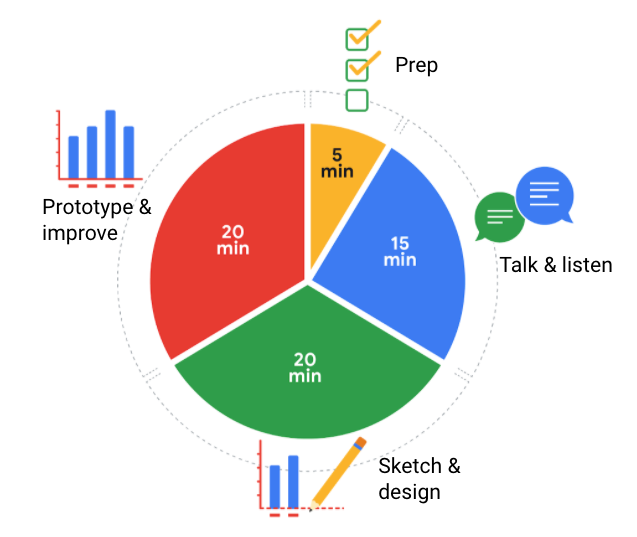 Prep
5
min
15
min
Talk & listen
20
min
Sketch &
design
20
min
Prototype &
improve